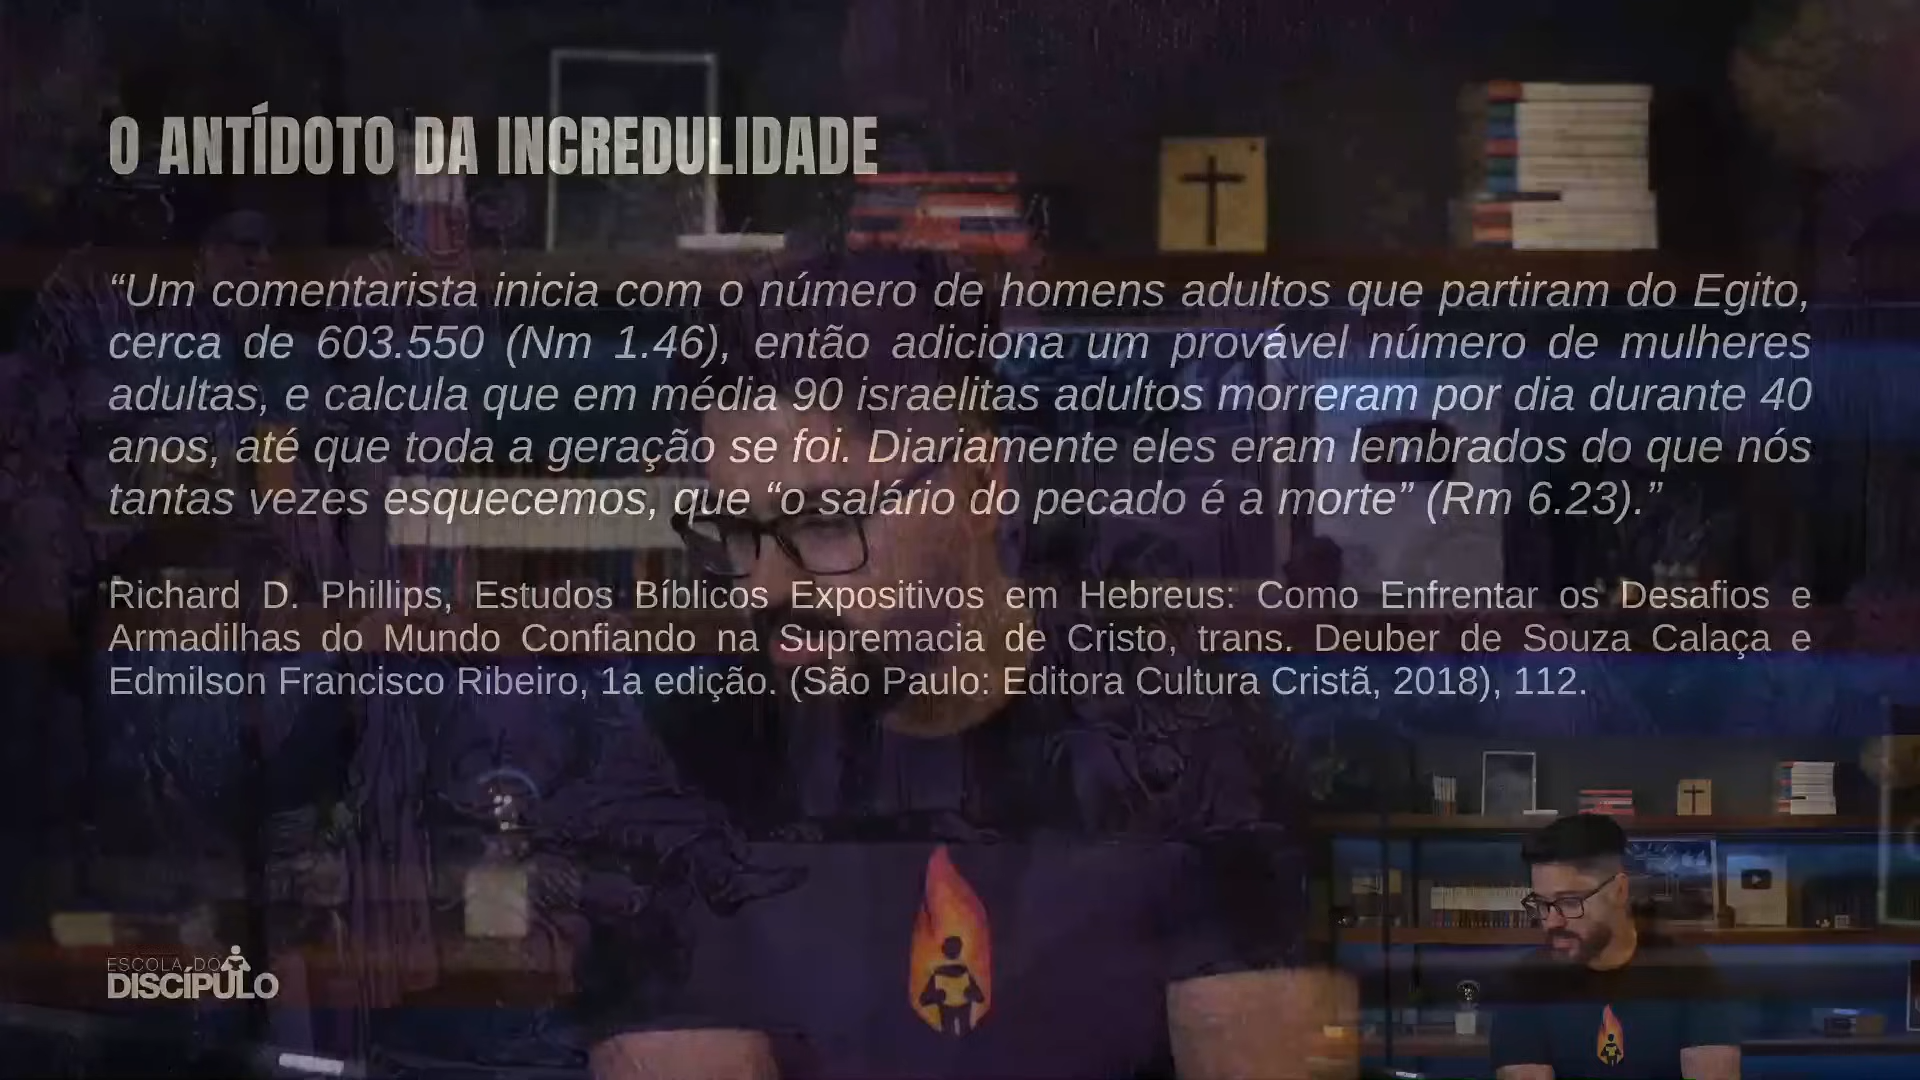 O ANTÍDOTO DA INCREDULIDADE
“Um comentarista inicia com o número de homens adultos que partiram do Egito,
cerca de 603.550 (Nm 1.46), então adiciona um provável número de mulheres
adultas, e calcula que em média 90 israelitas adultos morreram por dia durante 40
anos, até que toda a geração se foi. Diariamente eles eram lembrados do que nós
tantas vezes esquecemos, que “o salário do pecado é a morte” (Rm 6.23).”
Richard D. Phillips, Estudos Bíblicos Expositivos em Hebreus: Como Enfrentar os Desafios e
Armadilhas do Mundo Confiando na Supremacia de Cristo, trans. Deuber de Souza Calaça e
Edmilson Francisco Ribeiro, 1a edição. (São Paulo: Editora Cultura Cristã, 2018), 112.
ESCOLA DO
DISCÍPULO